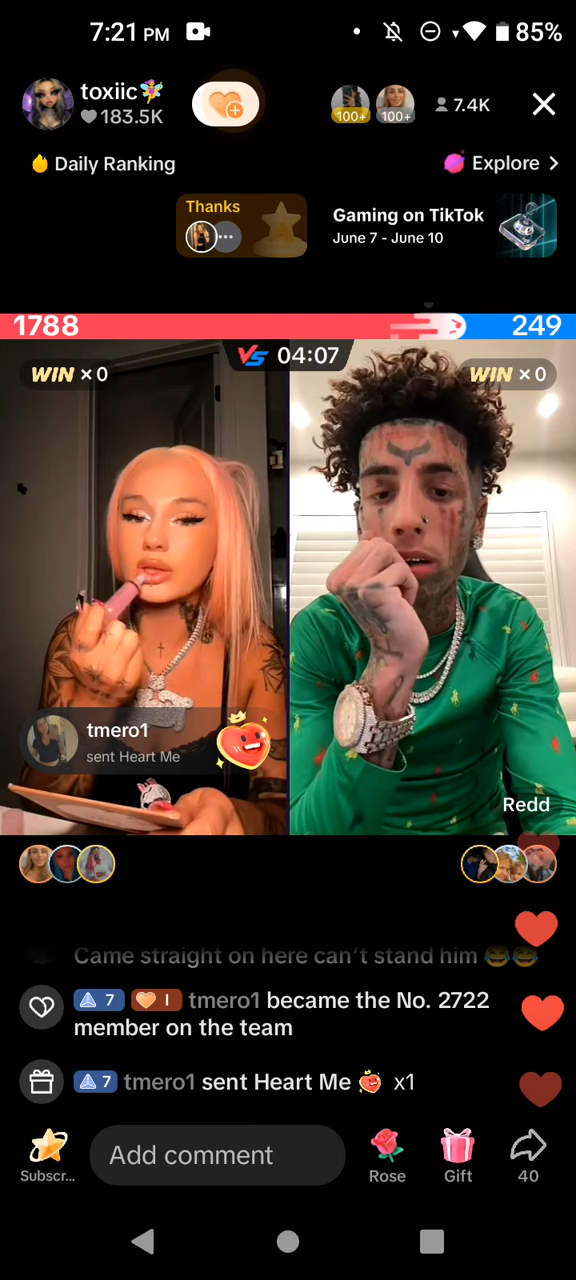 7:21 PM
85%
toxiic🧚
183.5K
100+
100+
7.4K
Daily Ranking
Explore >
Thanks
Gaming on TikTok
June 7 - June 10
1788
249
VS 04:07
WIN × 0
WIN × 0
tmero1
sent Heart Me
Redd
Came straight on here can't stand him 😂😂
7 I tmero1 became the No. 2722
member on the team
7 tmero1 sent Heart Me x1
Add comment
Subscr...
Rose
Gift
40